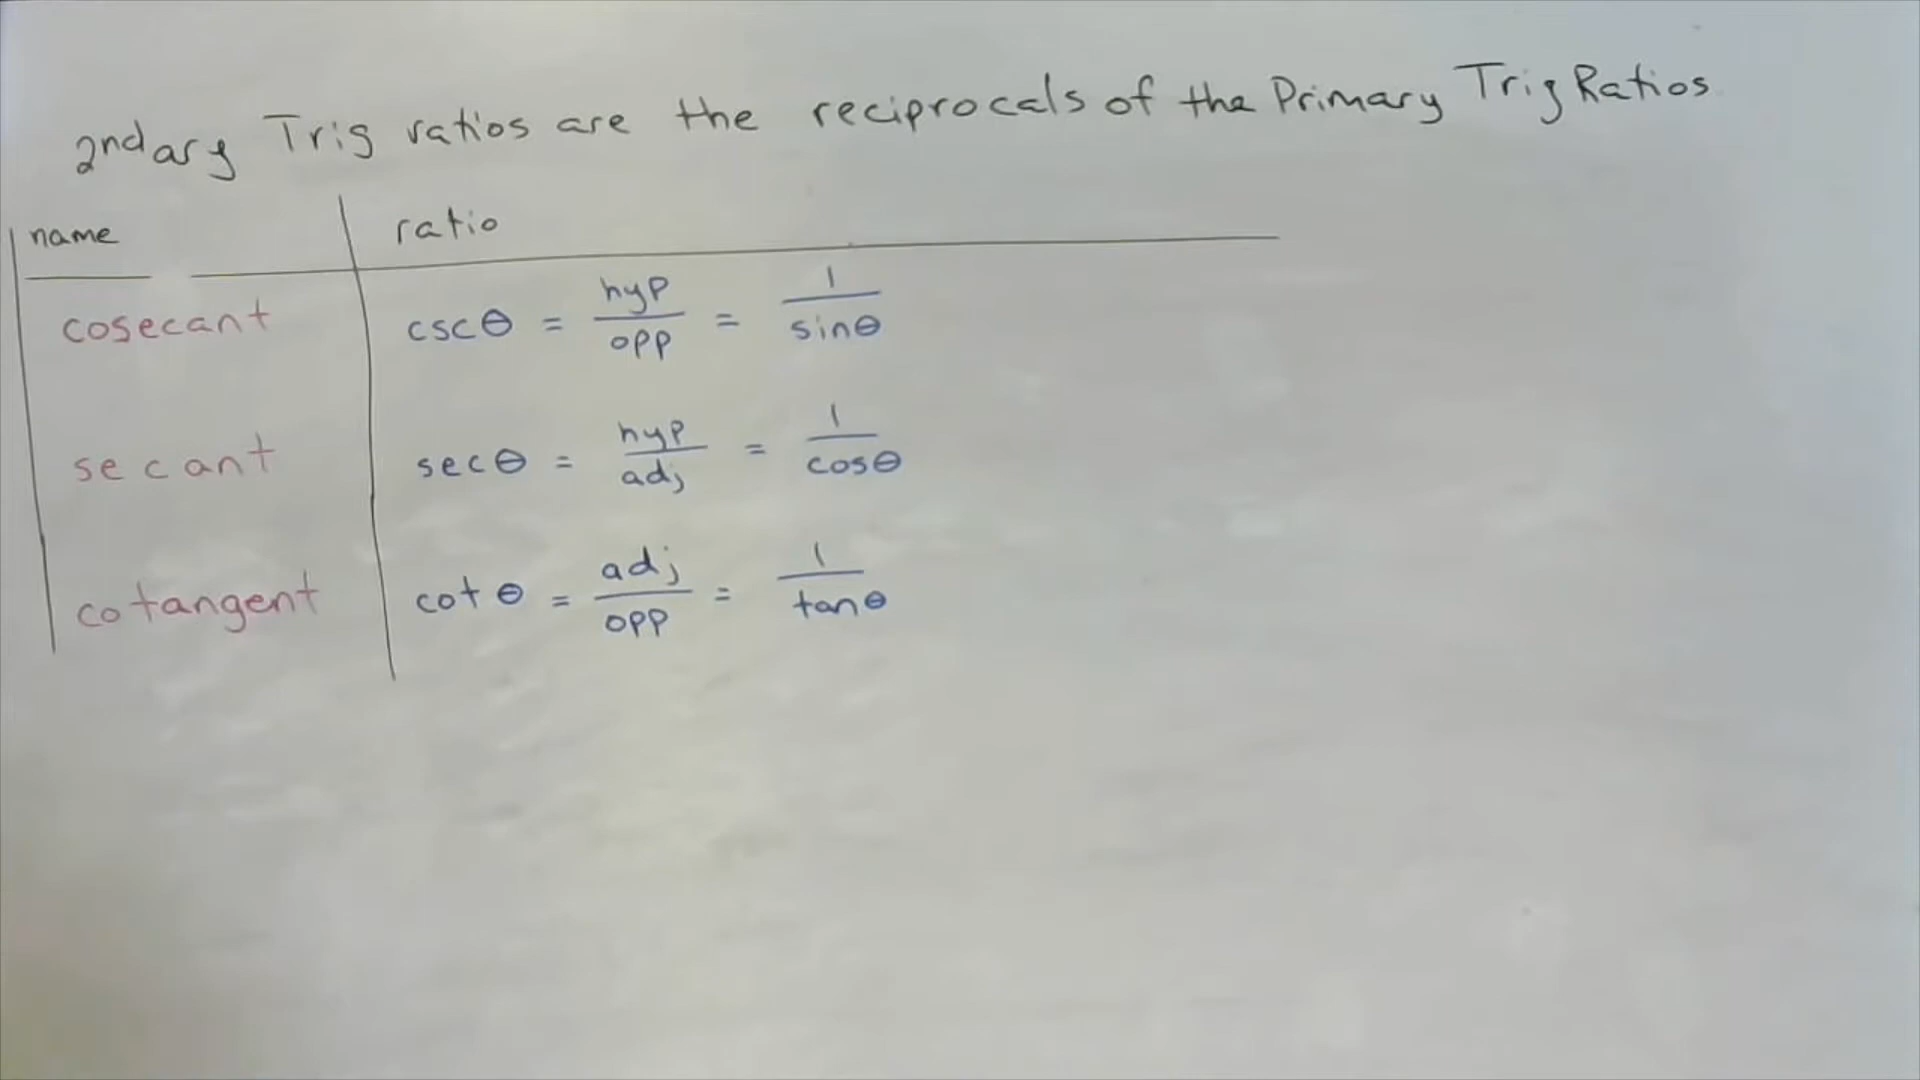 2ndary Trig ratios are the reciprocals of the Primary Trig Ratios
name ratio
cosecant cscθ = hyp/opp = 1/sinθ
secant secθ = hyp/adj = 1/cosθ
cotangent cotθ = adj/opp = 1/tanθ